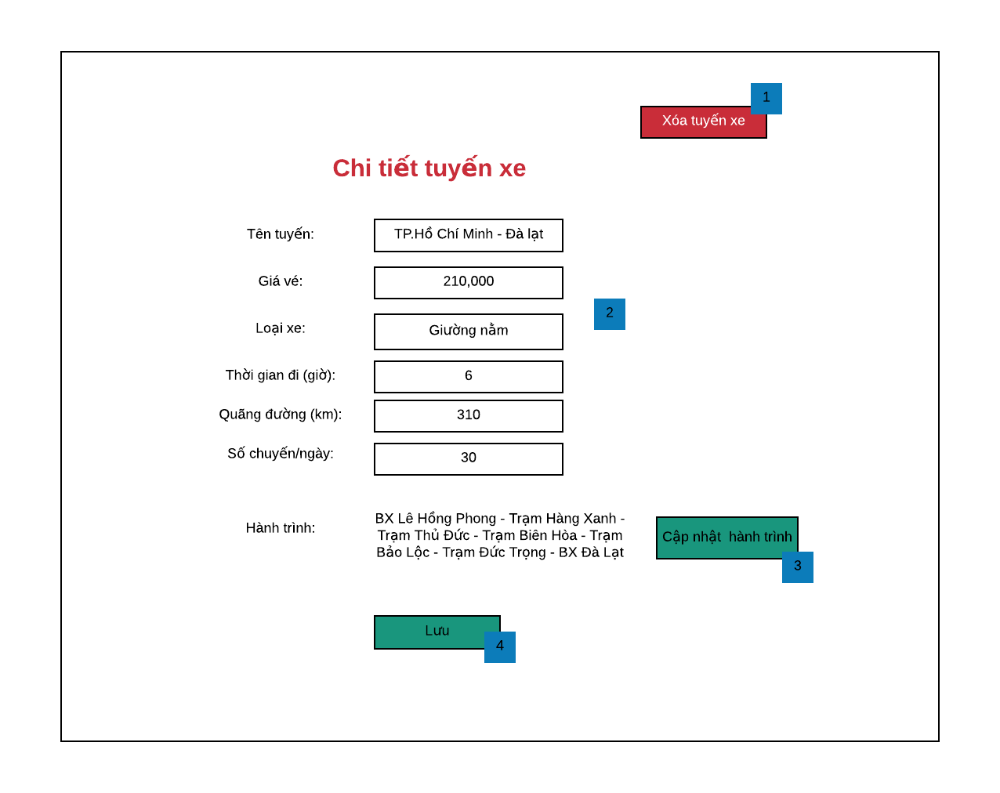 1
Xóa tuyến xe
Chi tiết tuyến xe
Tên tuyến:
TP.Hồ Chí Minh - Đà lạt
Giá vé:
210,000
2
Loại xe:
Giường nằm
Thời gian đi (giờ):
6
Quãng đường (km):
310
Số chuyến/ngày:
30
Hành trình:
BX Lê Hồng Phong - Trạm Hàng Xanh -
Trạm Thủ Đức - Trạm Biên Hòa - Trạm
Bảo Lộc - Trạm Đức Trọng - BX Đà Lạt
Cập nhật  hành trình
3
Lưu
4